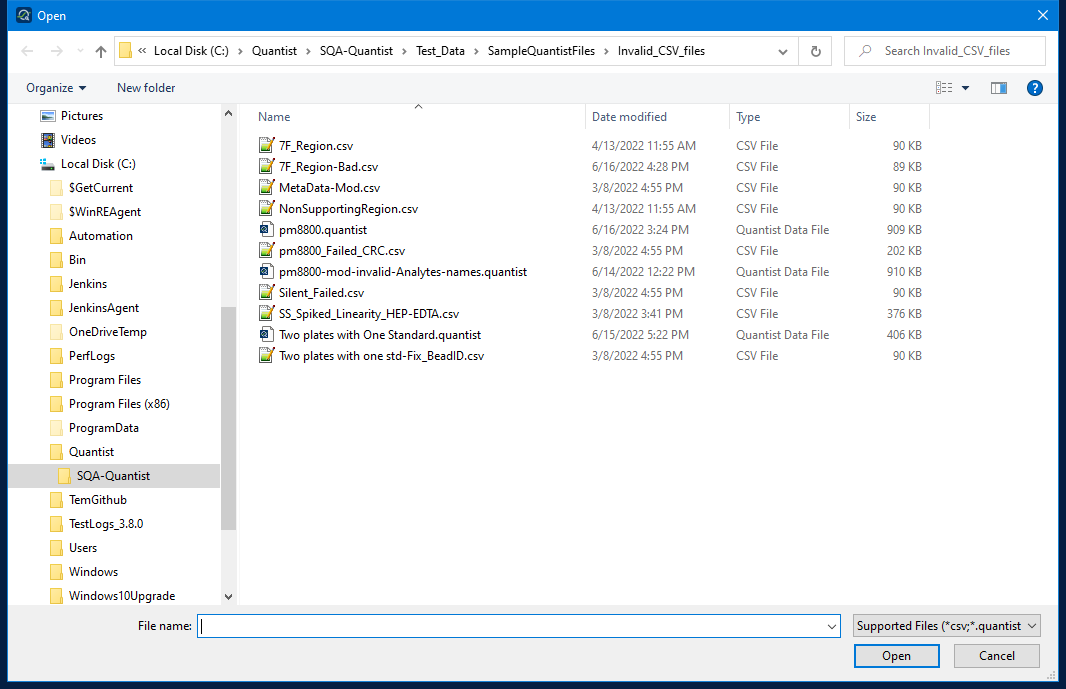 Open
« Local Disk (C:) › Quantist › SQA-Quantist › Test_Data › SampleQuantistFiles › Invalid_CSV_files
Search Invalid_CSV_files
Organize New folder
Pictures
Videos
Local Disk (C:)
$GetCurrent
$WinREAgent
Automation
Bin
Jenkins
JenkinsAgent
OneDriveTemp
PerfLogs
Program Files
Program Files (x86)
ProgramData
Quantist
SQA-Quantist
TemGithub
TestLogs_3.8.0
Users
Windows
Windows10Upgrade
Name Date modified Type Size
7F_Region.csv 4/13/2022 11:55 AM CSV File 90 KB
7F_Region-Bad.csv 6/16/2022 4:28 PM CSV File 89 KB
MetaData-Mod.csv 3/8/2022 4:55 PM CSV File 90 KB
NonSupportingRegion.csv 4/13/2022 11:55 AM CSV File 90 KB
pm8800.quantist 6/16/2022 3:24 PM Quantist Data File 909 KB
pm8800_Failed_CRC.csv 3/8/2022 4:55 PM CSV File 202 KB
pm8800-mod-invalid-Analytes-names.quantist 6/14/2022 12:22 PM Quantist Data File 910 KB
Silent_Failed.csv 3/8/2022 4:55 PM CSV File 90 KB
SS_Spiked_Linearity_HEP-EDTA.csv 3/8/2022 3:41 PM CSV File 376 KB
Two plates with One Standard.quantist 6/15/2022 5:22 PM Quantist Data File 406 KB
Two plates with one std-Fix_BeadID.csv 3/8/2022 4:55 PM CSV File 90 KB
File name:
Supported Files (*csv;*.quantist
Open Cancel